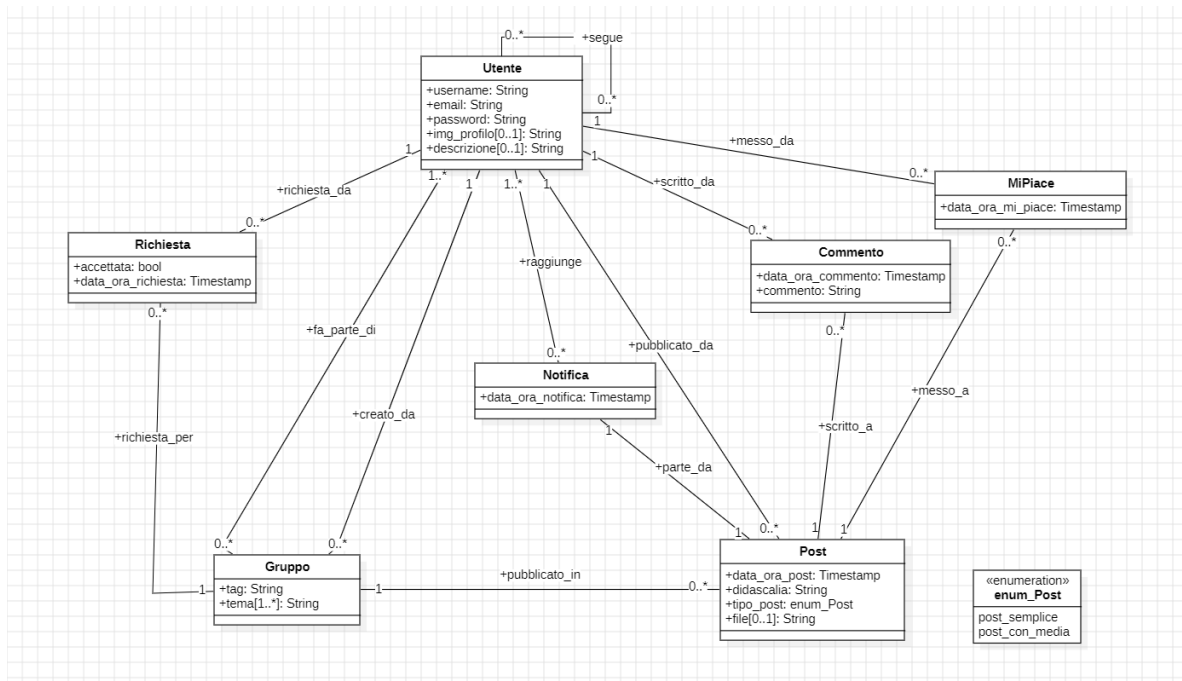 0..*
+segue
Utente
+username: String
+email: String
+password: String
+img_profilo[0..1]: String
+descrizione[0..1]: String
0..*
1
+messo_da
0..*
MiPiace
+data_ora_mi_piace: Timestamp
0..*
1
+richiesta_da
0..*
Richiesta
+accettata: bool
+data_ora_richiesta: Timestamp
0..*
1
+scritto_da
0..*
Commento
+data_ora_commento: Timestamp
+commento: String
0..*
1..*
1
1..*
1
+raggiunge
+fa_parte_di
+pubblicato_da
0..*
Notifica
+data_ora_notifica: Timestamp
1
+messo_a
+creato_da
+scritto_a
+richiesta_per
+parte_da
0..*
0..*
1
0..*
1
1
Gruppo
+tag: String
+tema[1..*]: String
1
1
+pubblicato_in
0..*
Post
+data_ora_post: Timestamp
+didascalia: String
+tipo_post: enum_Post
+file[0..1]: String
«enumeration»
enum_Post
post_semplice
post_con_media